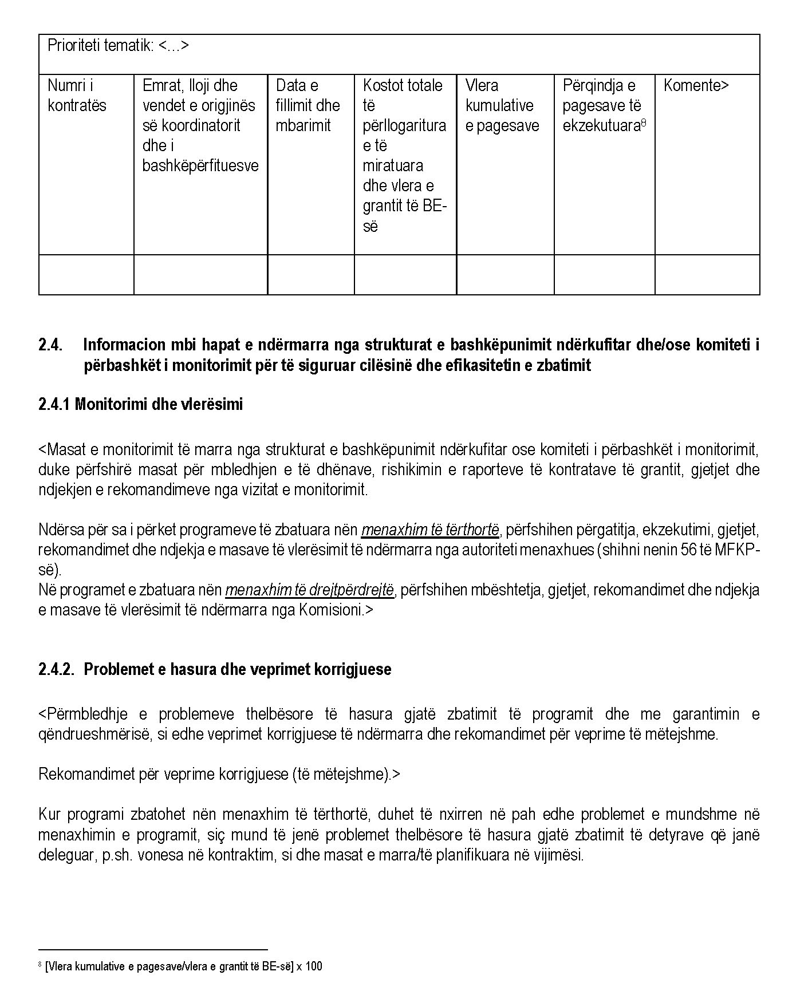 Prioriteti tematik: <…>
Numri i
kontratës
Emrat, lloji dhe
vendet e origjinës
së koordinatorit
dhe i
bashkëpërfituesve
Data e
fillimit dhe
mbarimit
Kostot totale
të
përllogaritura
e të
miratuara
dhe vlera e
grantit të BE-
së
Vlera
kumulative
e pagesave
Përqindja e
pagesave të
ekzekutuara⁸
Komente>
2.4. Informacion mbi hapat e ndërmarra nga strukturat e bashkëpunimit ndërkufitar dhe/ose komiteti i
përbashkët i monitorimit për të siguruar cilësinë dhe efikasitetin e zbatimit
2.4.1 Monitorimi dhe vlerësimi
<Masat e monitorimit të marra nga strukturat e bashkëpunimit ndërkufitar ose komiteti i përbashkët i monitorimit,
duke përfshirë masat për mbledhjen e të dhënave, rishikimin e raporteve të kontratave të grantit, gjetjet dhe
ndjekjen e rekomandimeve nga vizitat e monitorimit.
Ndërsa për sa i përket programeve të zbatuara nën menaxhim të tërthortë, përfshihen përgatitja, ekzekutimi, gjetjet,
rekomandimet dhe ndjekja e masave të vlerësimit të ndërmarra nga autoriteti menaxhues (shihni nenin 56 të MFKP-
së).
Në programet e zbatuara nën menaxhim të drejtpërdrejtë, përfshihen mbështetja, gjetjet, rekomandimet dhe ndjekja
e masave të vlerësimit të ndërmarra nga Komisioni.>
2.4.2. Problemet e hasura dhe veprimet korrigjuese
<Përmbledhje e problemeve thelbësore të hasura gjatë zbatimit të programit dhe me garantimin e
qëndrueshmërisë, si edhe veprimet korrigjuese të ndërmarra dhe rekomandimet për veprime të mëtejshme.
Rekomandimet për veprime korrigjuese (të mëtejshme).>
Kur programi zbatohet nën menaxhim të tërthortë, duhet të nxirren në pah edhe problemet e mundshme në
menaxhimin e programit, siç mund të jenë problemet thelbësore të hasura gjatë zbatimit të detyrave që janë
deleguar, p.sh. vonesa në kontraktim, si dhe masat e marra/të planifikuara në vijimësi.
⁸ [Vlera kumulative e pagesave/vlera e grantit të BE-së] x 100